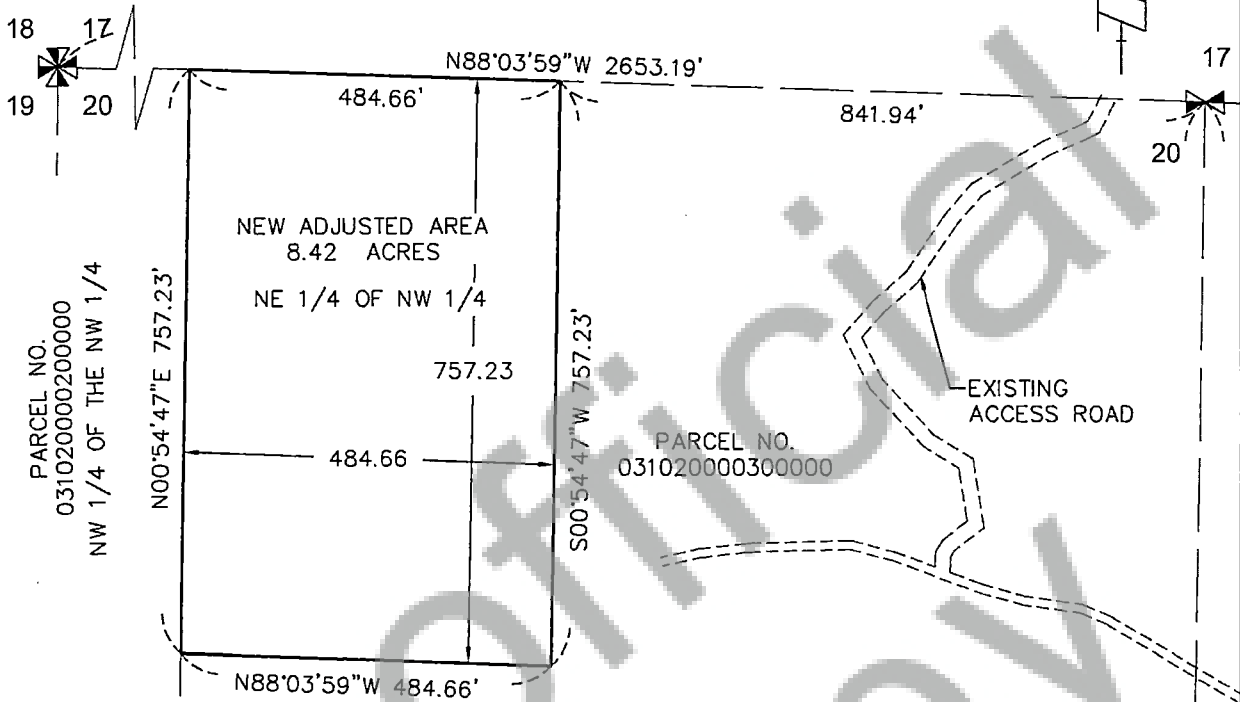 18 17
19 20
N88°03'59"W 2653.19'
17
484.66'
841.94'
20
NEW ADJUSTED AREA
8.42 ACRES
NE 1/4 OF NW 1/4
PARCEL NO.
031020000200000
NW 1/4 OF THE NW 1/4
N00°54'47"E 757.23'
757.23
S00°54'47"W 757.23'
484.66
PARCEL NO.
031020000300000
EXISTING
ACCESS ROAD
N88°03'59"W 484.66'
official